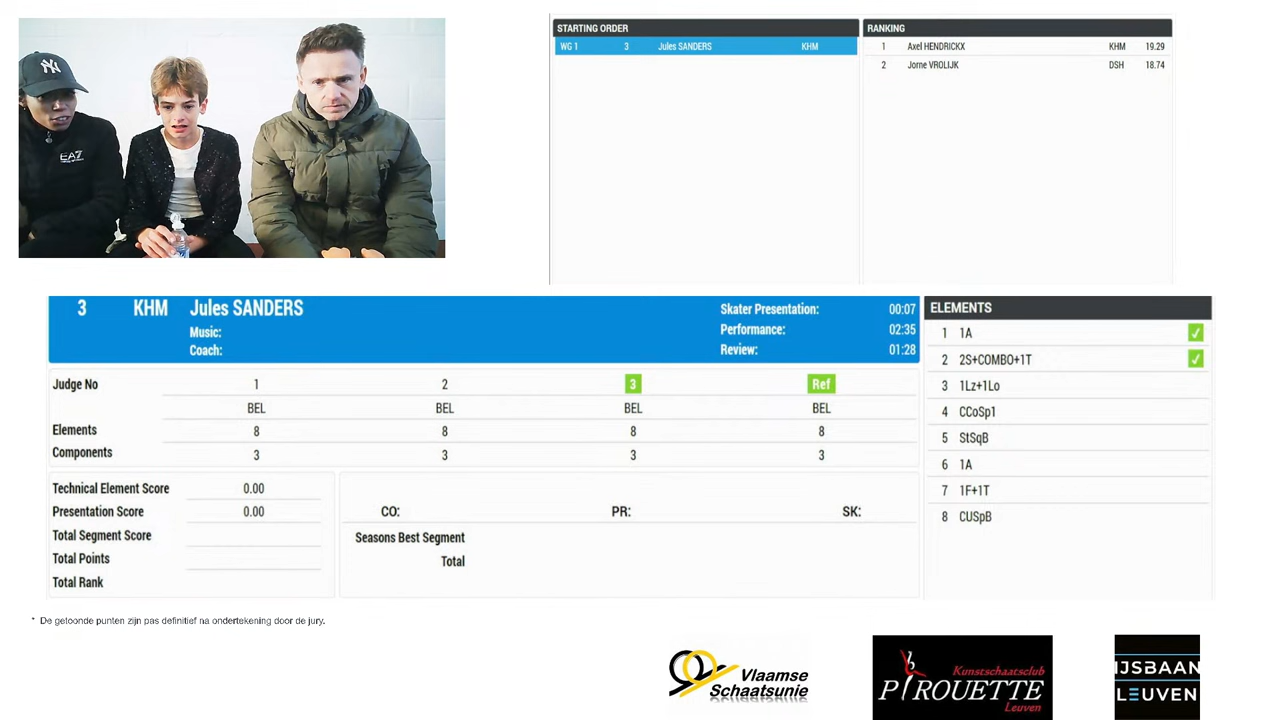 NY
EA7
STARTING ORDER
WG 1 3 Jules SANDERS KHM
RANKING
1 Axel HENDRICKX KHM 19.29
2 Jorne VROLIJK DSH 18.74
3 KHM Jules SANDERS
Music:
Coach:
Skater Presentation: 00:07
Performance: 02:35
Review: 01:28
Judge No 1 2 3 Ref
BEL BEL BEL BEL
Elements 8 8 8 8
Components 3 3 3 3
Technical Element Score 0.00
Presentation Score 0.00
Total Segment Score
Total Points
Total Rank
CO: PR: SK:
Seasons Best Segment
Total
ELEMENTS
1 1A
2 2S+COMBO+1T
3 1Lz+1Lo
4 CCoSp1
5 StSqB
6 1A
7 1F+1T
8 CUSpB
* De getoonde punten zijn pas definitief na ondertekening door de jury.
Vlaamse
Schaatsunie
Kunstschaatsclub
PIROUETTE
Leuven
IJSBAAN
LEUVEN